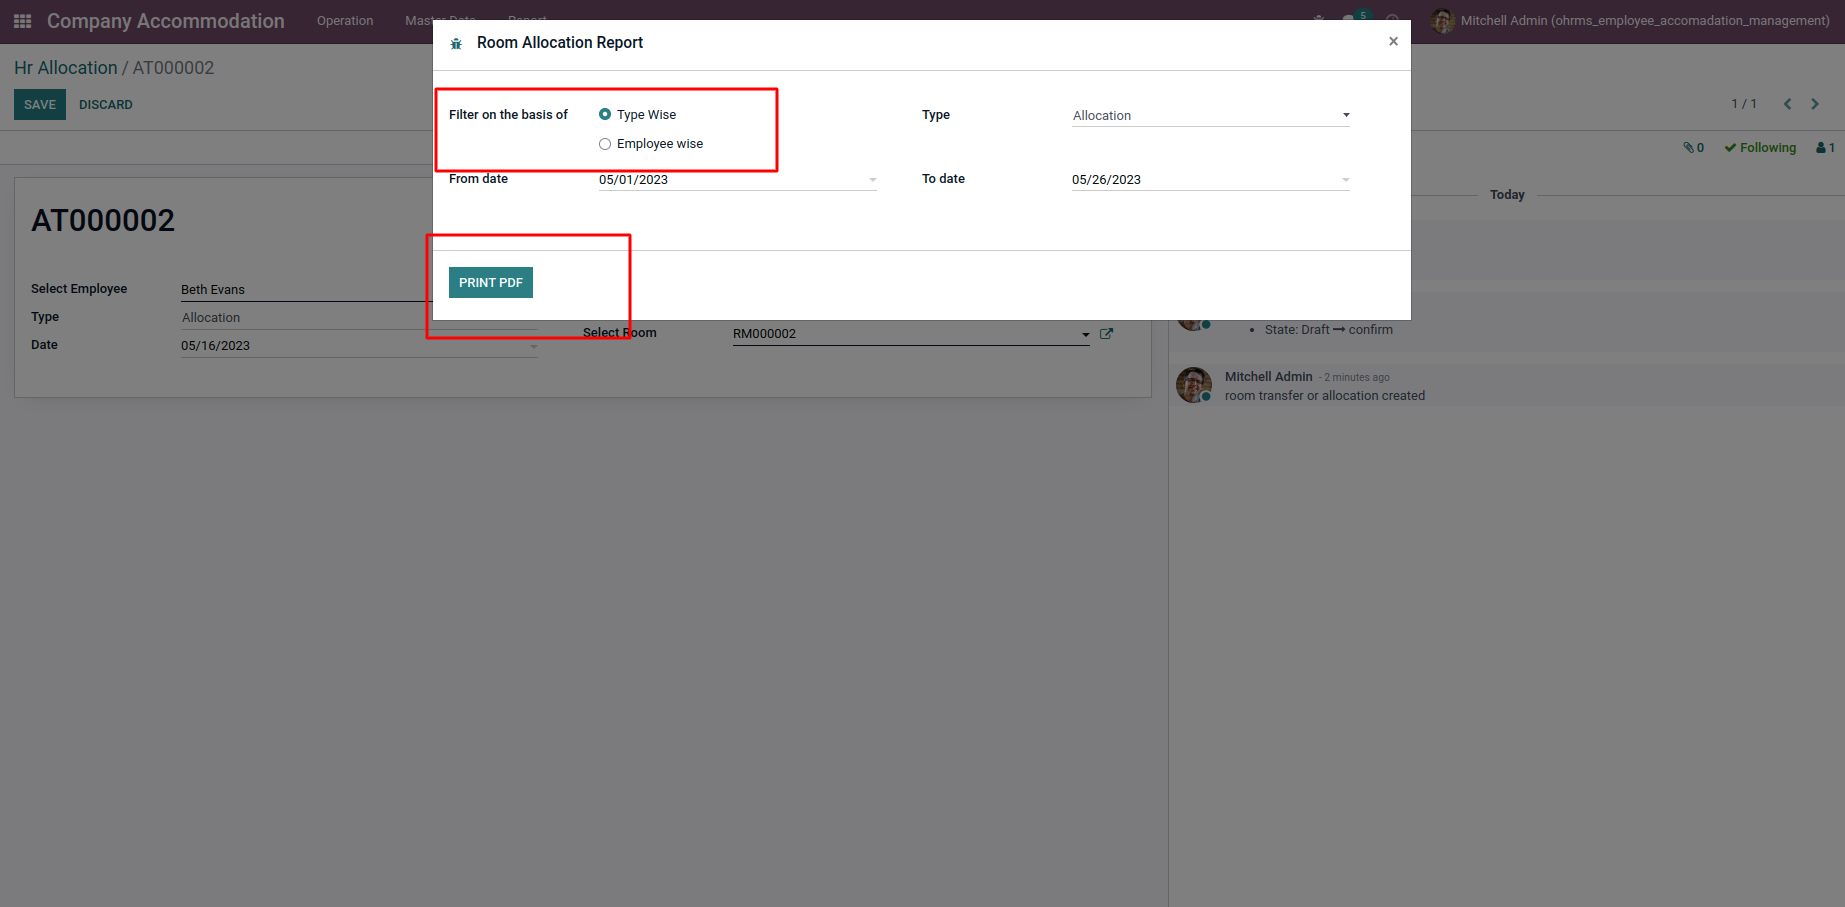 Company Accommodation
Operation
Master Data
Report
5
Mitchell Admin (ohrms_employee_accomadation_management)
Room Allocation Report
×
Hr Allocation / AT000002
SAVE
DISCARD
1 / 1
Filter on the basis of
Type Wise
Employee wise
Type
Allocation
From date
05/01/2023
To date
05/26/2023
PRINT PDF
0
Following
1
Today
AT000002
Select Employee
Beth Evans
Type
Allocation
Date
05/16/2023
Select Room
RM000002
State: Draft → confirm
Mitchell Admin - 2 minutes ago
room transfer or allocation created